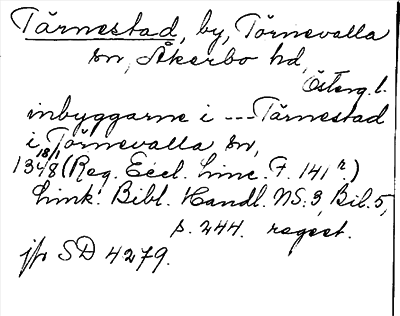 Tärnestad, by, Törnevalla
sn, Åkerbo hd,
Österg. l.
inbyggarne i --- Tärnestad
i Törnevalla sn,
18/1
1348 (Reg. Eccl. Linc. F. 141 r.)
Link. Bibl. Handl. NS:3, Bil. 5,
s. 244. regest.
jfr SD 4279.